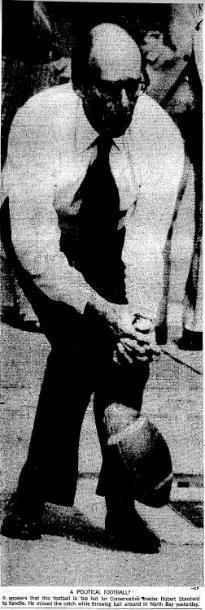 —CP
A POLITICAL FOOTBALL?
It appears that this football is too hot for Conservative leader Robert Stanfield
to handle. He missed the catch while throwing ball around in North Bay yesterday.